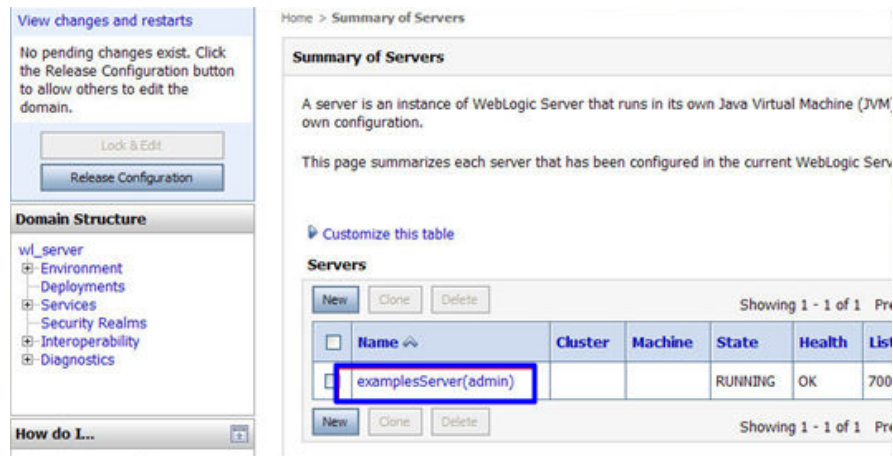 View changes and restarts
No pending changes exist. Click
the Release Configuration button
to allow others to edit the
domain.
Lock & Edit
Release Configuration
Domain Structure
wl_server
Environment
Deployments
Services
Security Realms
Interoperability
Diagnostics
How do I...
Home > Summary of Servers
Summary of Servers
A server is an instance of WebLogic Server that runs in its own Java Virtual Machine (JVM)
own configuration.
This page summarizes each server that has been configured in the current WebLogic Serv
Customize this table
Servers
New Clone Delete Showing 1 - 1 of 1 Pre
Name Cluster Machine State Health List
examplesServer(admin) RUNNING OK 700
New Clone Delete Showing 1 - 1 of 1 Pre